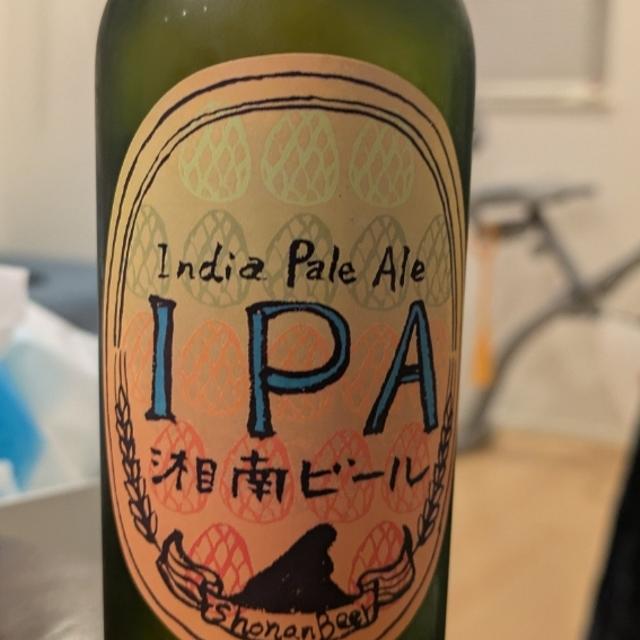 India Pale Ale
IPA
湘南ビール
ShonanBeer